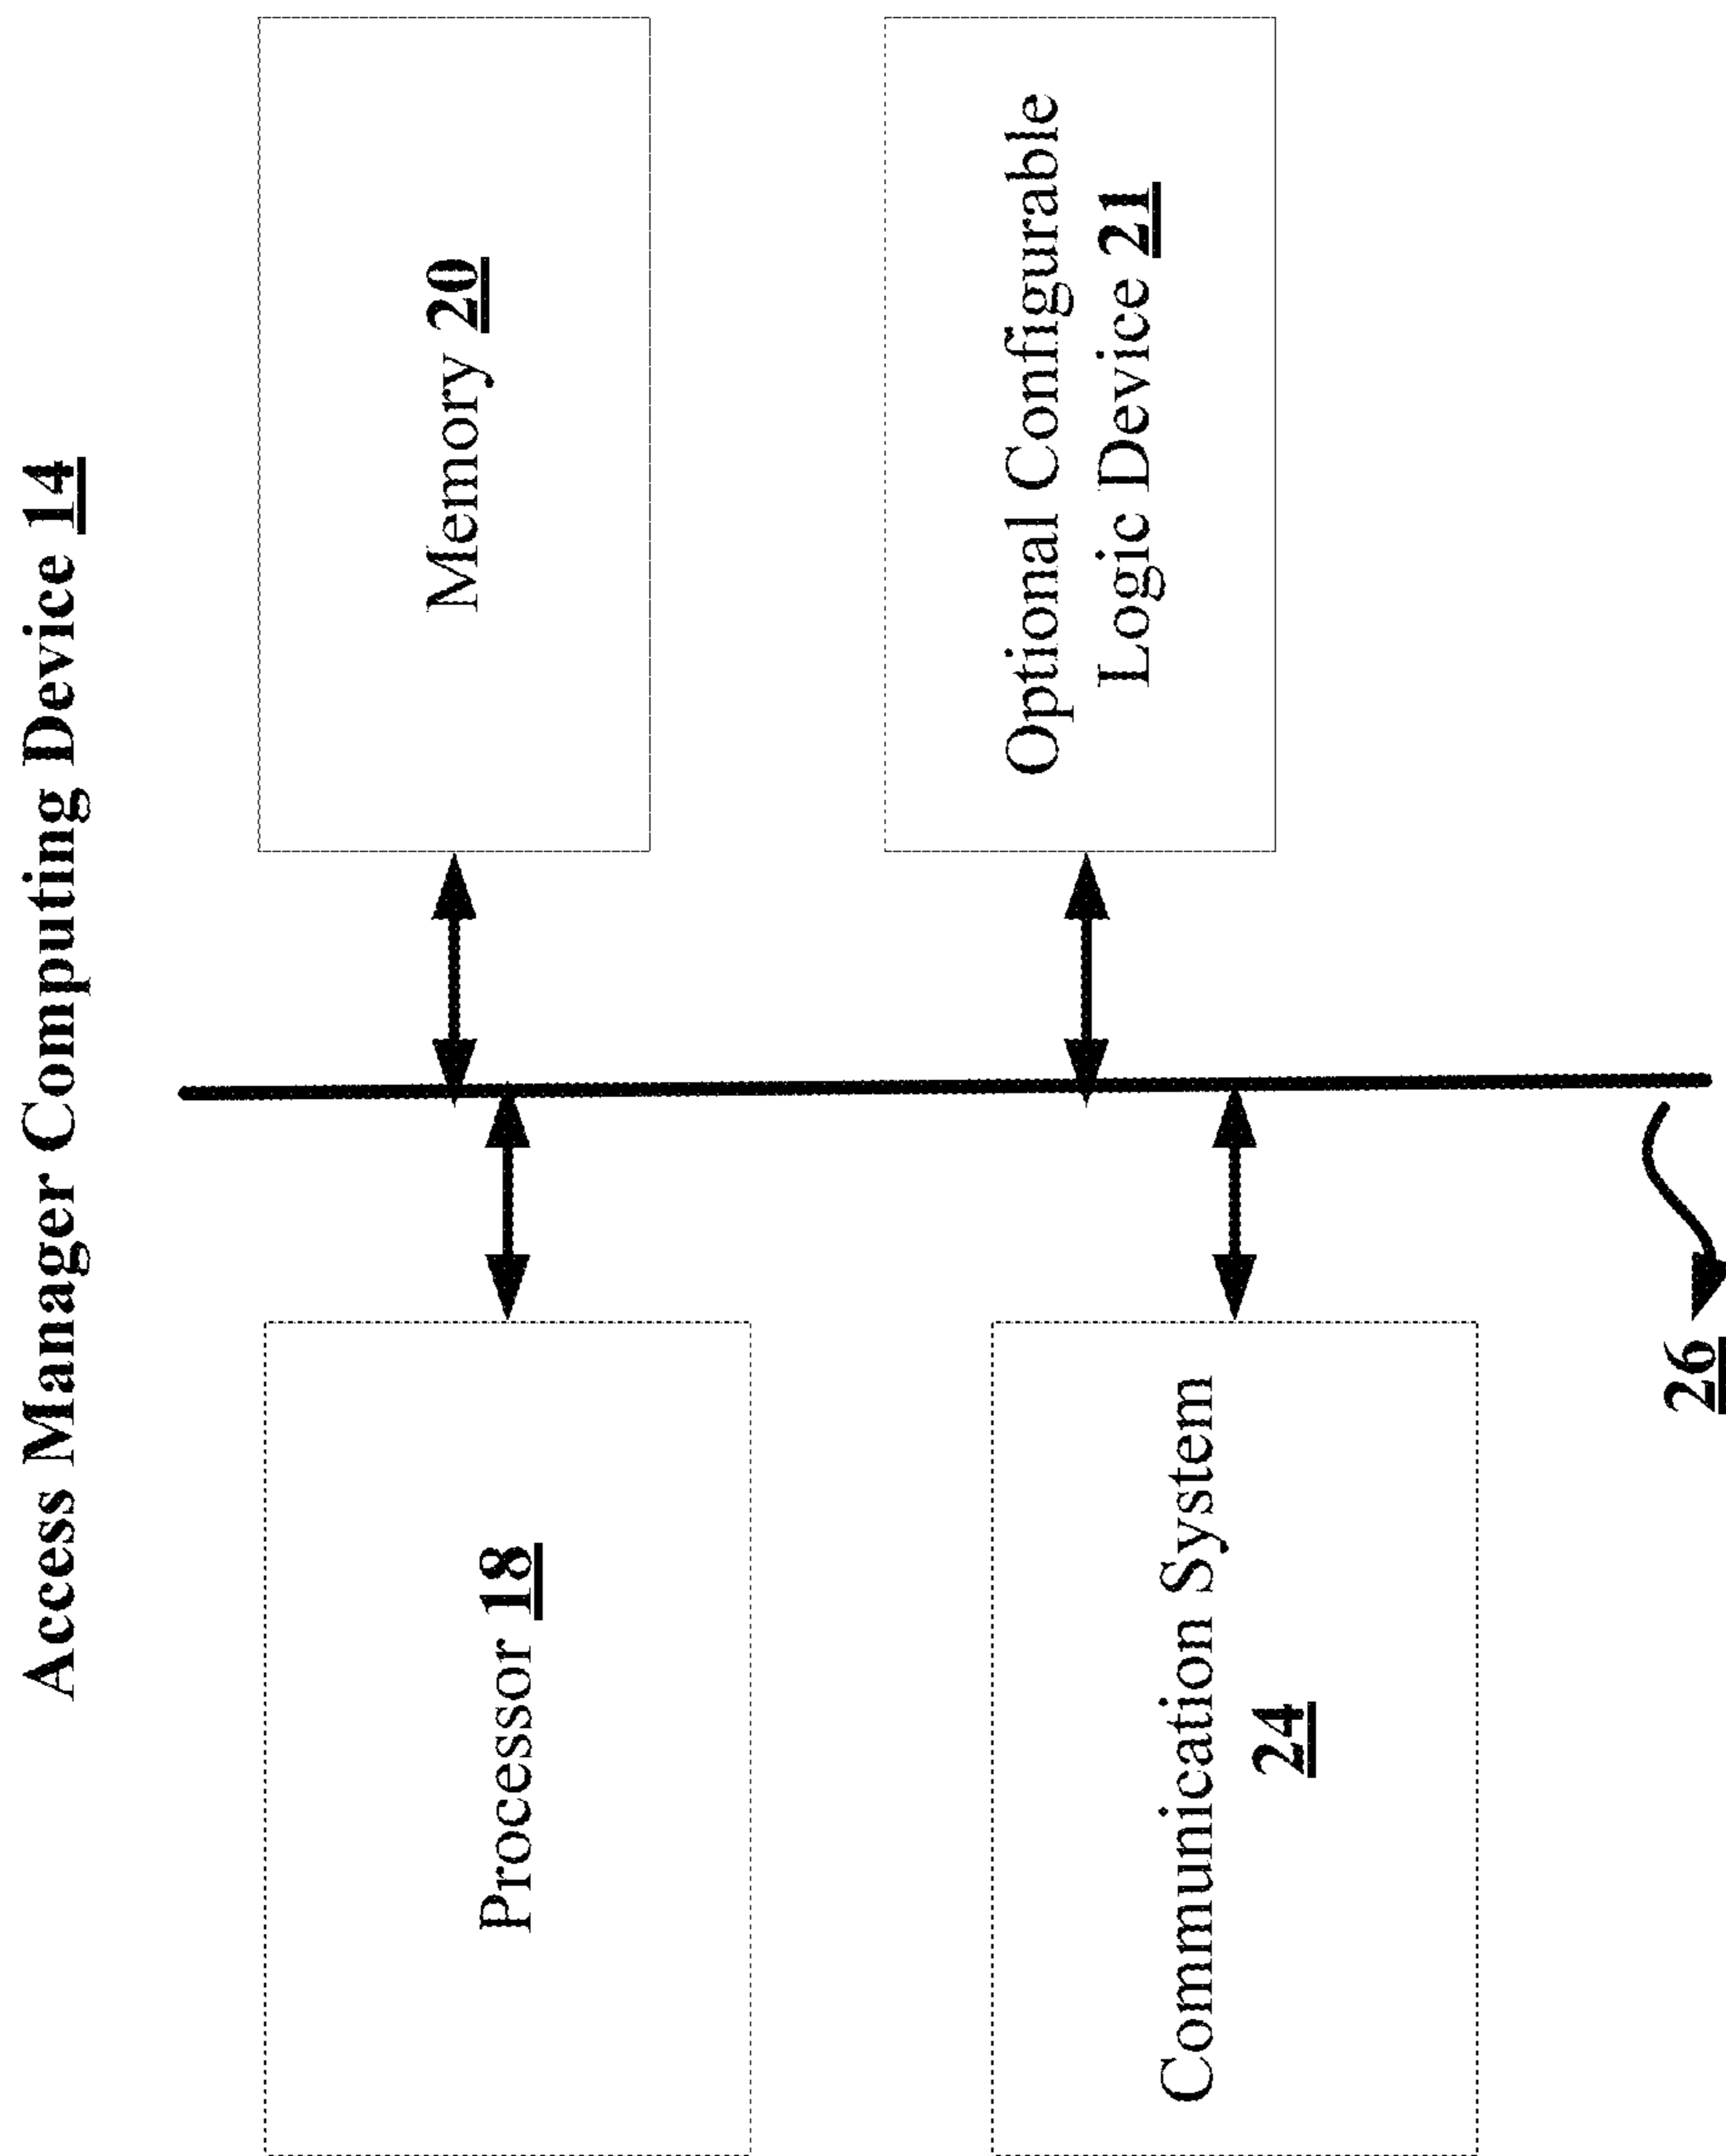 Access Manager Computing Device 14
Processor 18
Memory 20
Communication System
24
Optional Configurable
Logic Device 21
26